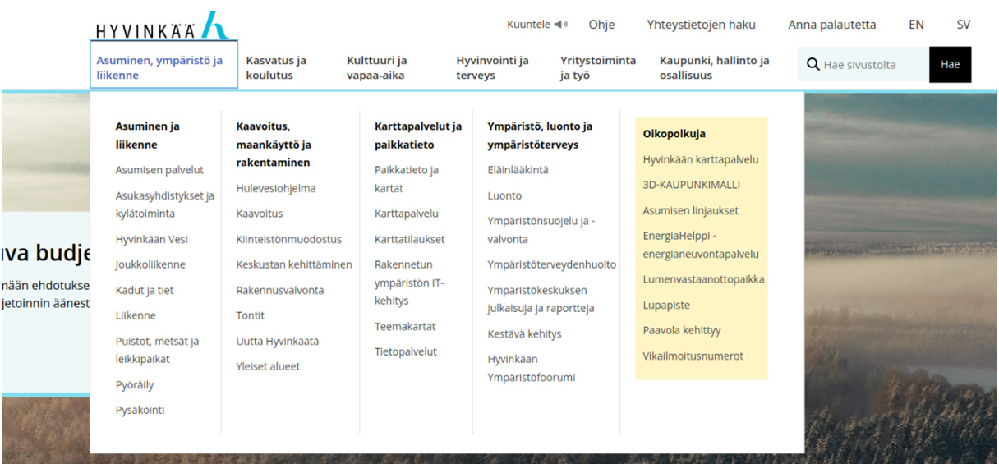 HYVINKÄÄ
Kuuntele
Ohje
Yhteystietojen haku
Anna palautetta
EN
SV
Asuminen, ympäristö ja
liikenne
Kasvatus ja
koulutus
Kulttuuri ja
vapaa-aika
Hyvinvointi ja
terveys
Yritystoiminta
ja työ
Kaupunki, hallinto ja
osallisuus
Hae sivustolta
Hae
Asuminen ja
liikenne
Asumisen palvelut
Asukasyhdistykset ja
kylätoiminta
Hyvinkään Vesi
Joukkoliikenne
Kadut ja tiet
Liikenne
Puistot, metsät ja
leikkipaikat
Pyöräily
Pysäköinti
Kaavoitus,
maankäyttö ja
rakentaminen
Hulevesiohjelma
Kaavoitus
Kiinteistönmuodostus
Keskustan kehittäminen
Rakennusvalvonta
Tontit
Uutta Hyvinkäätä
Yleiset alueet
Karttapalvelut ja
paikkatieto
Paikkatieto ja
kartat
Karttapalvelu
Karttatilaukset
Rakennetun
ympäristön IT-
kehitys
Teemakartat
Tietopalvelut
Ympäristö, luonto ja
ympäristöterveys
Eläinlääkintä
Luonto
Ympäristönsuojelu ja -
valvonta
Ympäristöterveydenhuolto
Ympäristökeskuksen
julkaisuja ja raportteja
Kestävä kehitys
Hyvinkään
Ympäristöfoorumi
Oikopolkuja
Hyvinkään karttapalvelu
3D-KAUPUNKIMALLI
Asumisen linjaukset
EnergiaHelppi -
energianeuvontapalvelu
Lumenvastaanottopaikka
Lupapiste
Paavola kehittyy
Vikailmoitusnumerot
va budje
mään ehdotukse
jetoinnin äänest